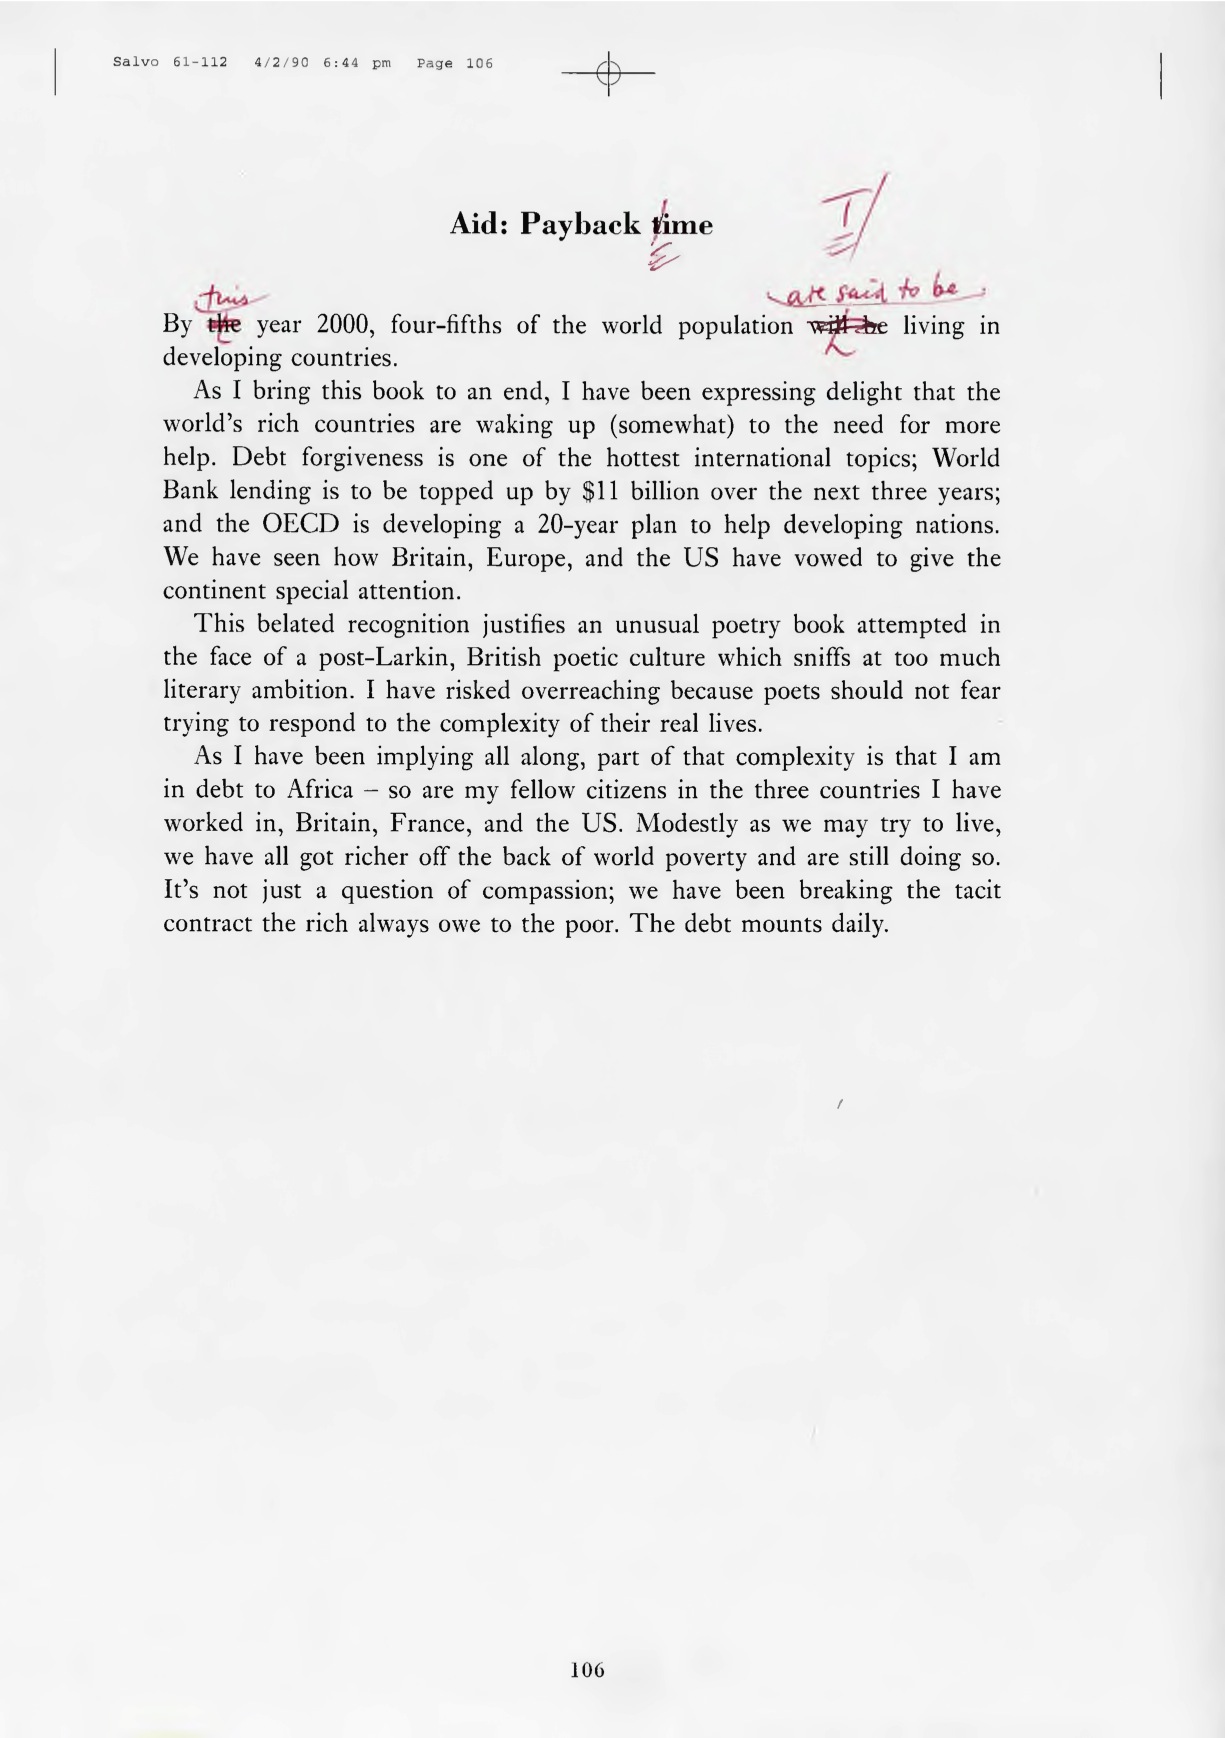 Salvo 61-112 4/2/90 6:44 pm Page 106
Aid: Payback time
T/
this
are said to be
By the year 2000, four-fifths of the world population will be living in
developing countries.
As I bring this book to an end, I have been expressing delight that the
world's rich countries are waking up (somewhat) to the need for more
help. Debt forgiveness is one of the hottest international topics; World
Bank lending is to be topped up by $11 billion over the next three years;
and the OECD is developing a 20-year plan to help developing nations.
We have seen how Britain, Europe, and the US have vowed to give the
continent special attention.
This belated recognition justifies an unusual poetry book attempted in
the face of a post-Larkin, British poetic culture which sniffs at too much
literary ambition. I have risked overreaching because poets should not fear
trying to respond to the complexity of their real lives.
As I have been implying all along, part of that complexity is that I am
in debt to Africa – so are my fellow citizens in the three countries I have
worked in, Britain, France, and the US. Modestly as we may try to live,
we have all got richer off the back of world poverty and are still doing so.
It's not just a question of compassion; we have been breaking the tacit
contract the rich always owe to the poor. The debt mounts daily.
106